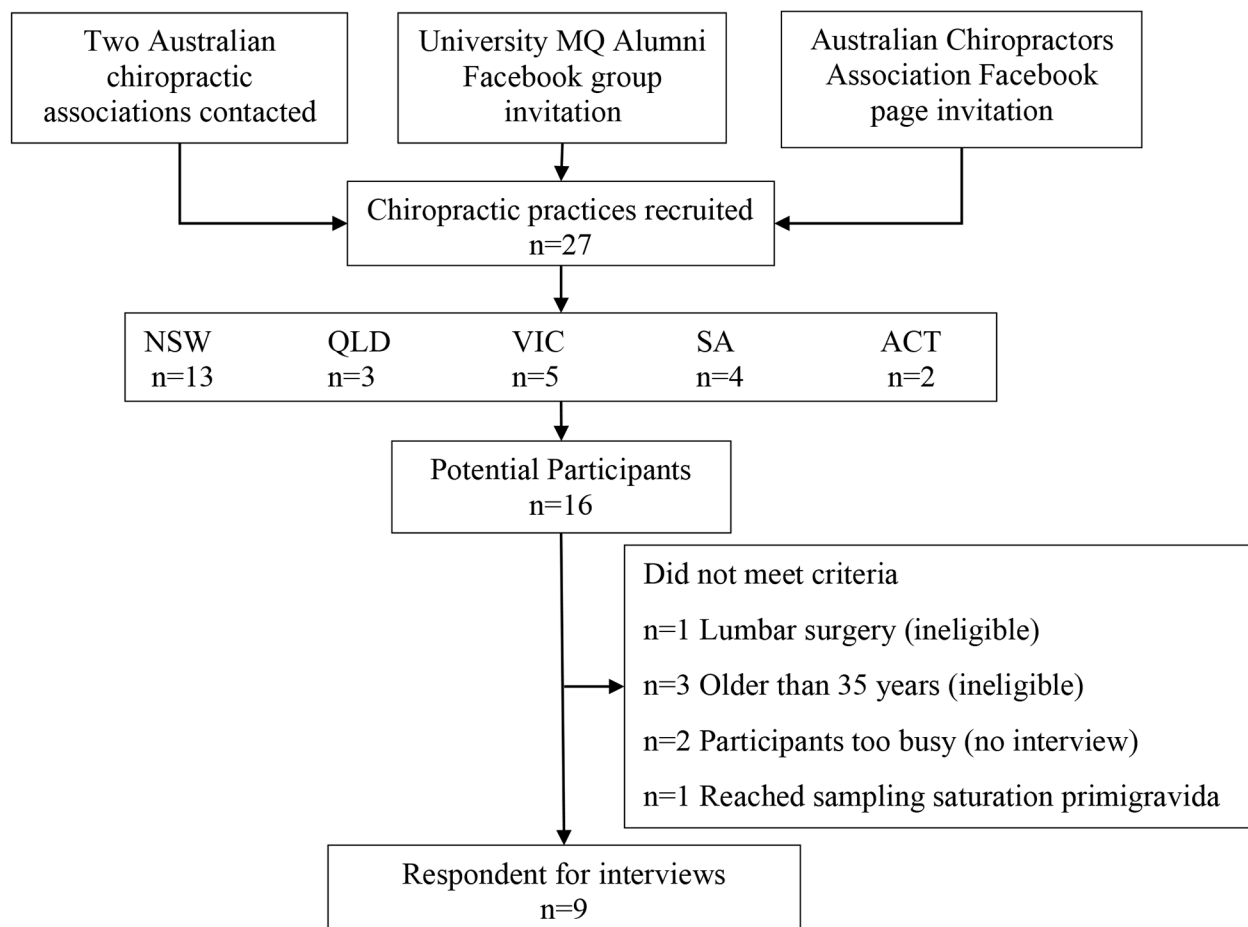 Two Australian
chiropractic
associations contacted
University MQ Alumni
Facebook group
invitation
Australian Chiropractors
Association Facebook
page invitation
Chiropractic practices recruited
n=27
NSW QLD VIC SA ACT
n=13 n=3 n=5 n=4 n=2
Potential Participants
n=16
Did not meet criteria
n=1 Lumbar surgery (ineligible)
n=3 Older than 35 years (ineligible)
n=2 Participants too busy (no interview)
n=1 Reached sampling saturation primigravida
Respondent for interviews
n=9